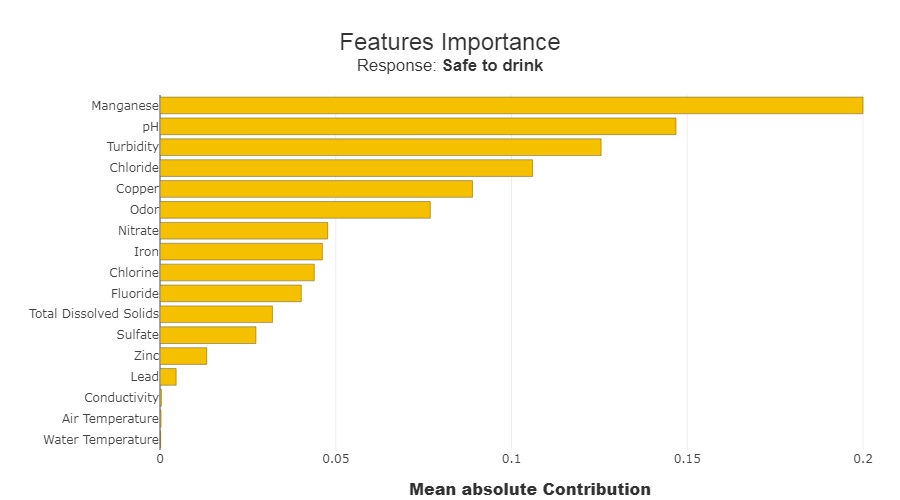 Features Importance
Response: Safe to drink
Manganese
pH
Turbidity
Chloride
Copper
Odor
Nitrate
Iron
Chlorine
Fluoride
Total Dissolved Solids
Sulfate
Zinc
Lead
Conductivity
Air Temperature
Water Temperature
0 0.05 0.1 0.15 0.2
Mean absolute Contribution